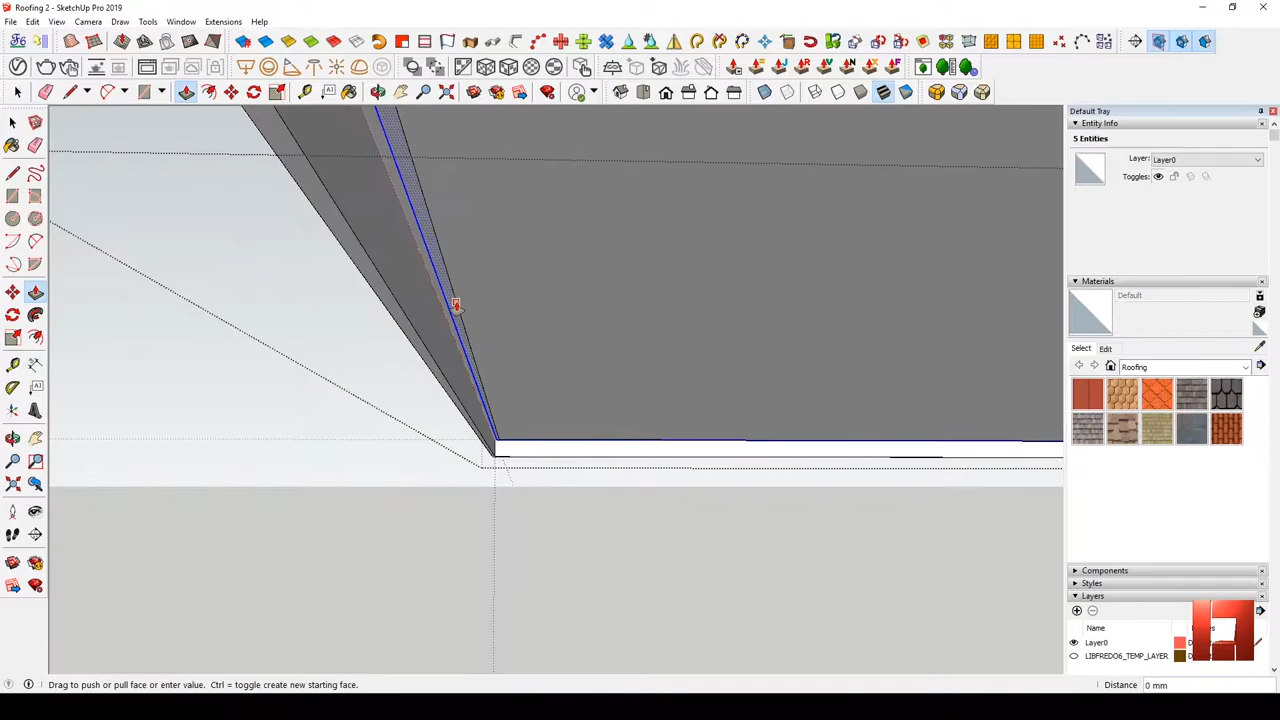 Roofing 2 - SketchUp Pro 2019
File Edit View Camera Draw Tools Window Extensions Help
Default Tray
Entity Info
5 Entities
Layer: Layer0
Toggles:
Materials
Default
Select Edit
Roofing
Components
Styles
Layers
Name
Layer0
LIBFREDO6_TEMP_LAYER
Drag to push or pull face or enter value. Ctrl = toggle create new starting face.
Distance 0 mm